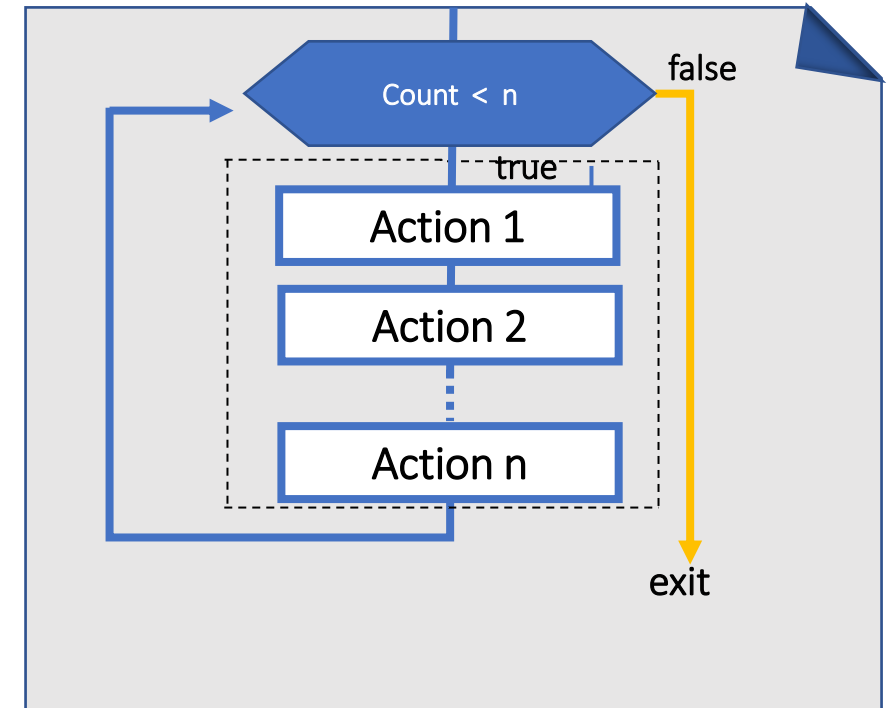 false
Count < n
true
Action 1
Action 2
Action n
exit